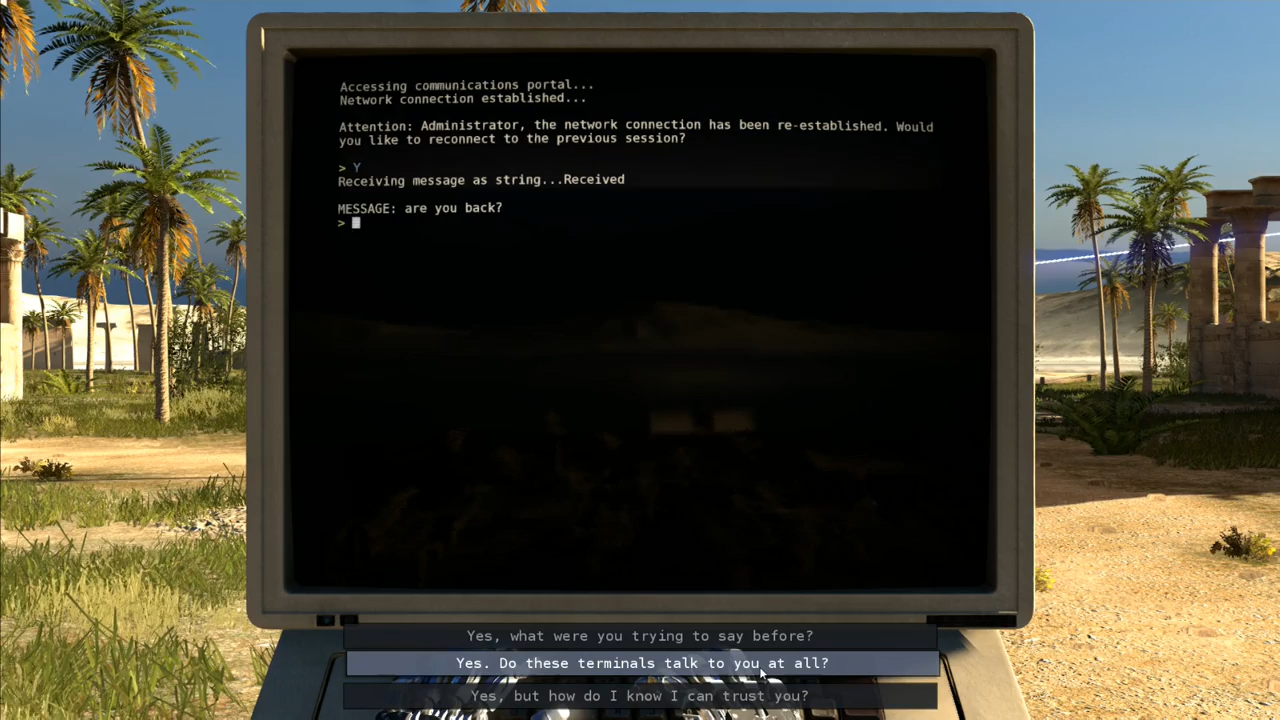 Accessing communications portal...
Network connection established...
Attention: Administrator, the network connection has been re-established. Would
you like to reconnect to the previous session?
> Y
Receiving message as string...Received
MESSAGE: are you back?
>
Yes, what were you trying to say before?
Yes. Do these terminals talk to you at all?
Yes, but how do I know I can trust you?